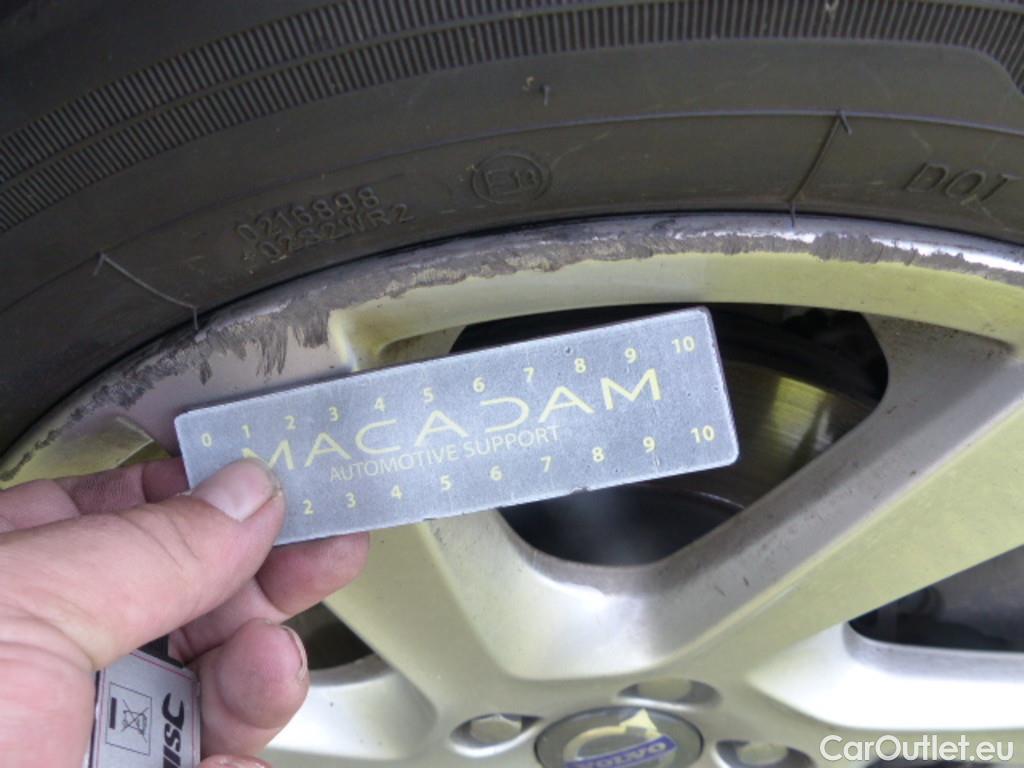 DOT
0216898
0 1 2 3 4 5 6 7 8 9 10
MACADAM
AUTOMOTIVE SUPPORT
2 3 4 5 6 7 8 9 10
VOLVO
CarOutlet.eu